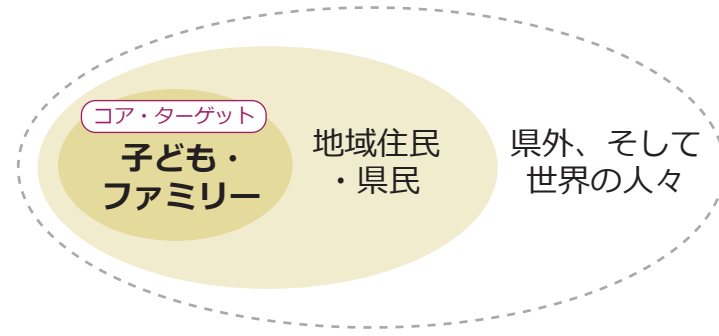 コア・ターゲット
子ども・
ファミリー
地域住民
・県民
県外、そして
世界の人々